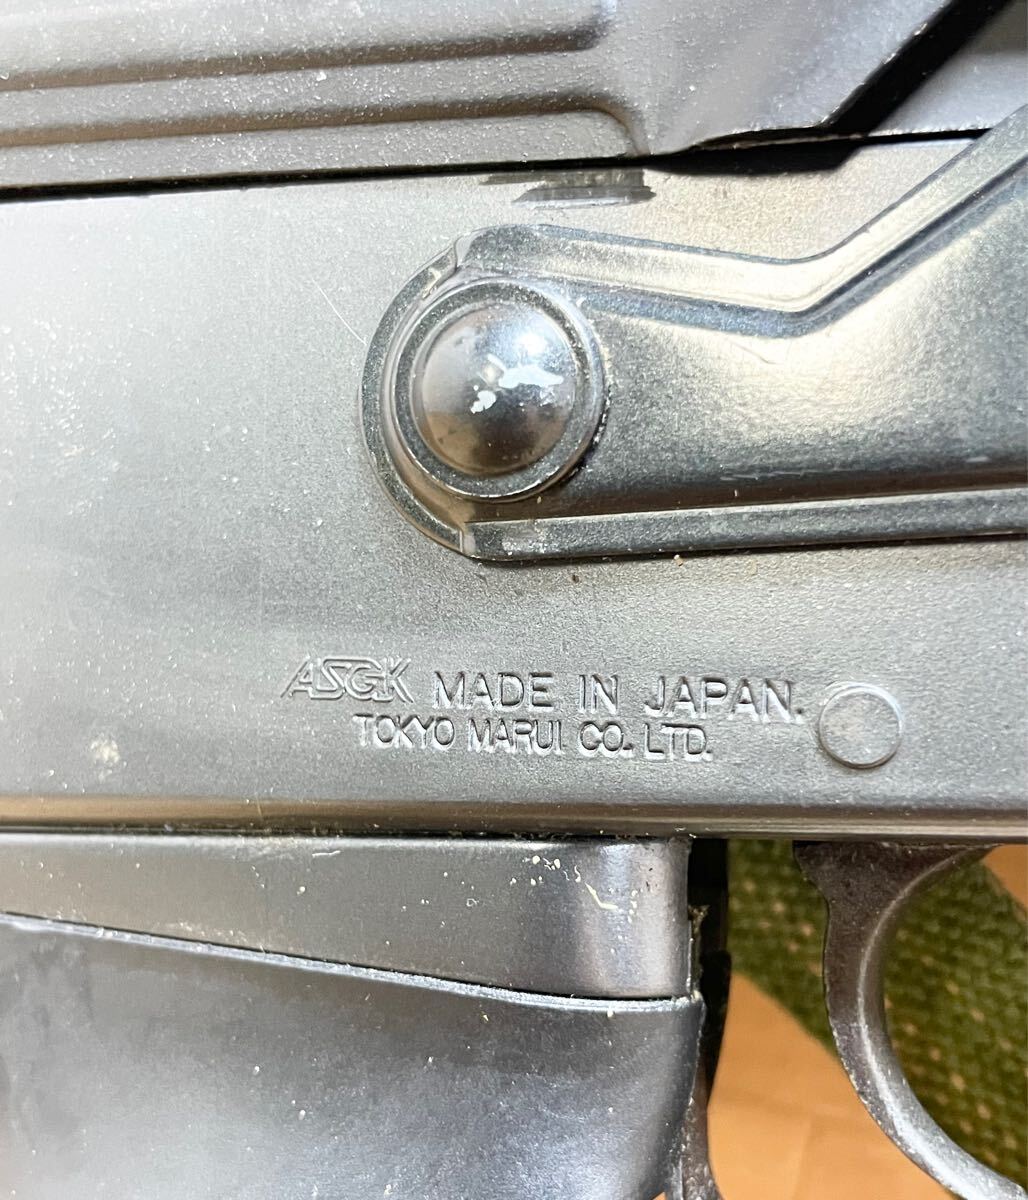 ASGK MADE IN JAPAN.
TOKYO MARUI CO. LTD.